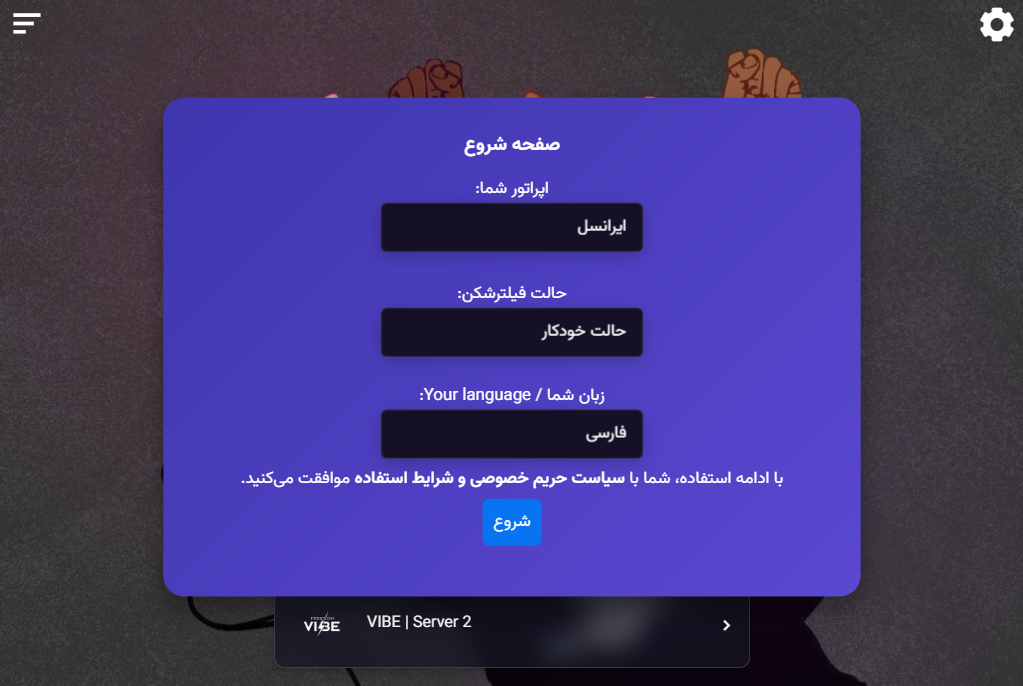 صفحه شروع
اپراتور شما:
ایرانسل
حالت فیلترشکن:
حالت خودکار
زبان شما / Your language:
فارسی
با ادامه استفاده، شما با سیاست حریم خصوصی و شرایط استفاده موافقت می‌کنید.
شروع
FREEDOM
VIBE
VIBE | Server 2